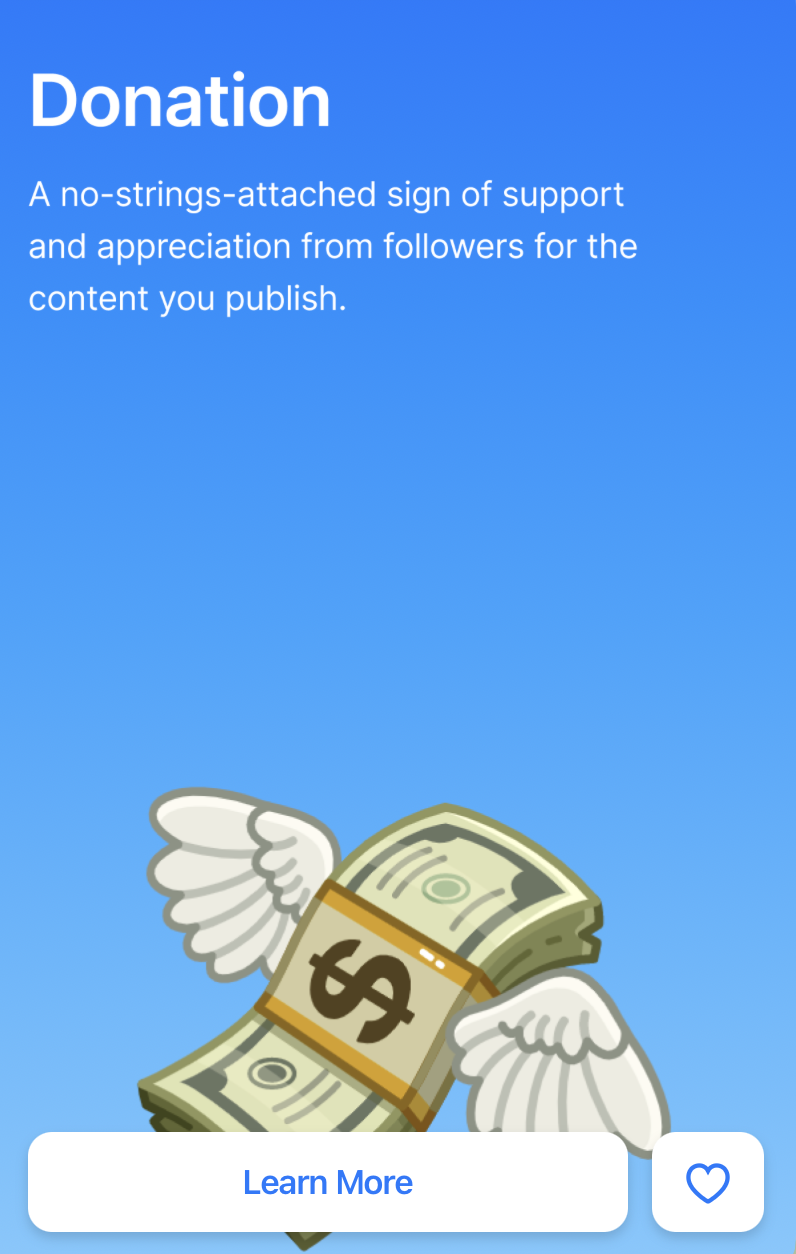 Donation
A no-strings-attached sign of support
and appreciation from followers for the
content you publish.
$
Learn More